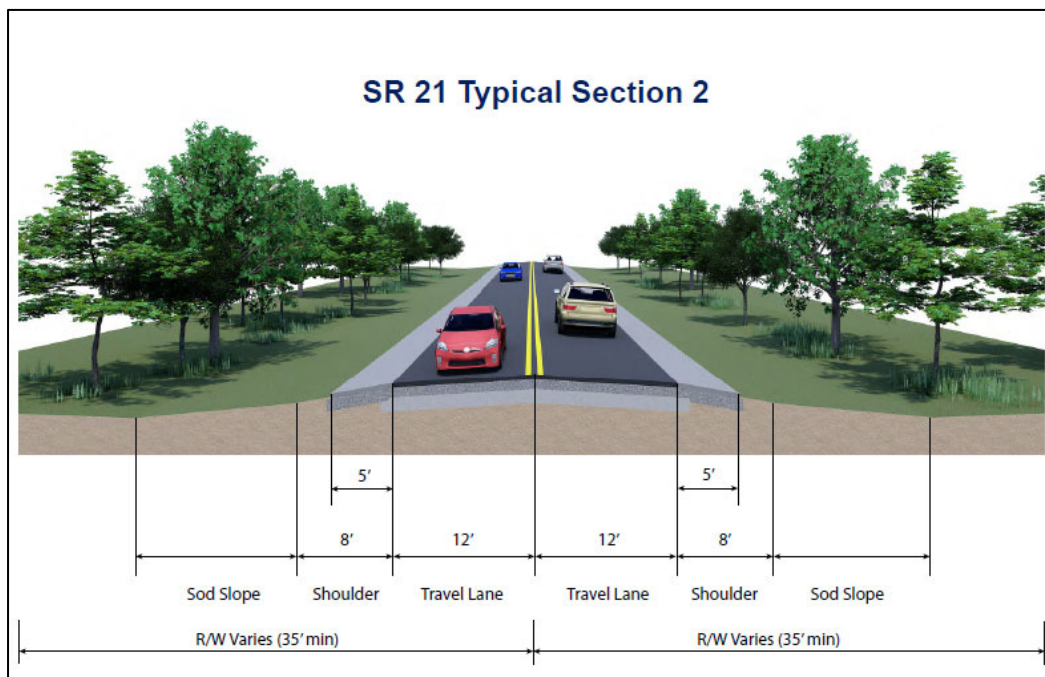 SR 21 Typical Section 2
5’ 5’
8’ 12’ 12’ 8’
Sod Slope Shoulder Travel Lane Travel Lane Shoulder Sod Slope
R/W Varies (35’ min) R/W Varies (35’ min)